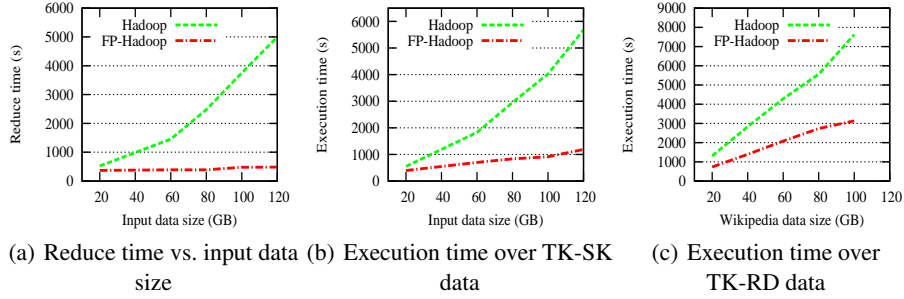 6000
5000
4000
3000
2000
1000
0
Reduce time (s)
Hadoop
FP-Hadoop
0 20 40 60 80 100 120
Input data size (GB)
(a) Reduce time vs. input data
size
6000
5000
4000
3000
2000
1000
0
Execution time (s)
Hadoop
FP-Hadoop
0 20 40 60 80 100 120
Input data size (GB)
(b) Execution time over TK-SK
data
9000
8000
7000
6000
5000
4000
3000
2000
1000
0
Execution time (s)
Hadoop
FP-Hadoop
0 20 40 60 80 100 120
Wikipedia data size (GB)
(c) Execution time over
TK-RD data